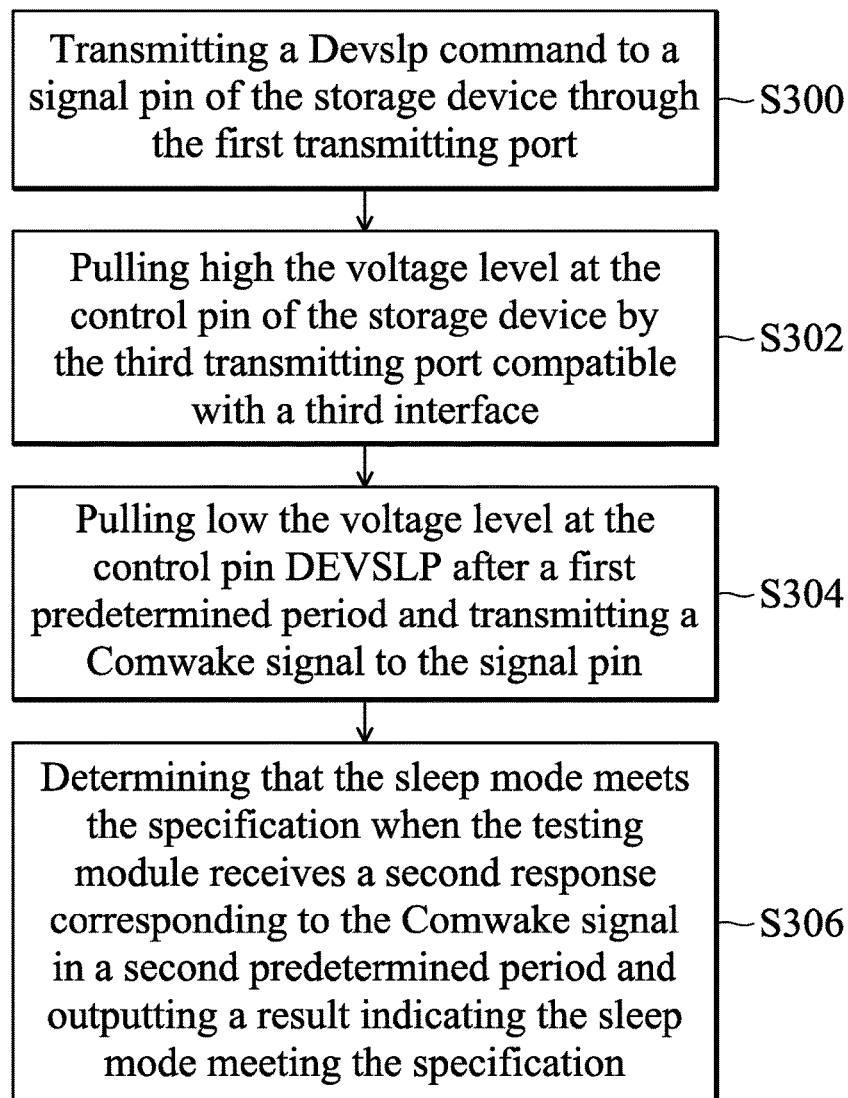 Transmitting a Devslp command to a
signal pin of the storage device through
the first transmitting port
S300
Pulling high the voltage level at the
control pin of the storage device by
the third transmitting port compatible
with a third interface
S302
Pulling low the voltage level at the
control pin DEVSLP after a first
predetermined period and transmitting a
Comwake signal to the signal pin
S304
Determining that the sleep mode meets
the specification when the testing
module receives a second response
corresponding to the Comwake signal
in a second predetermined period and
outputting a result indicating the sleep
mode meeting the specification
S306